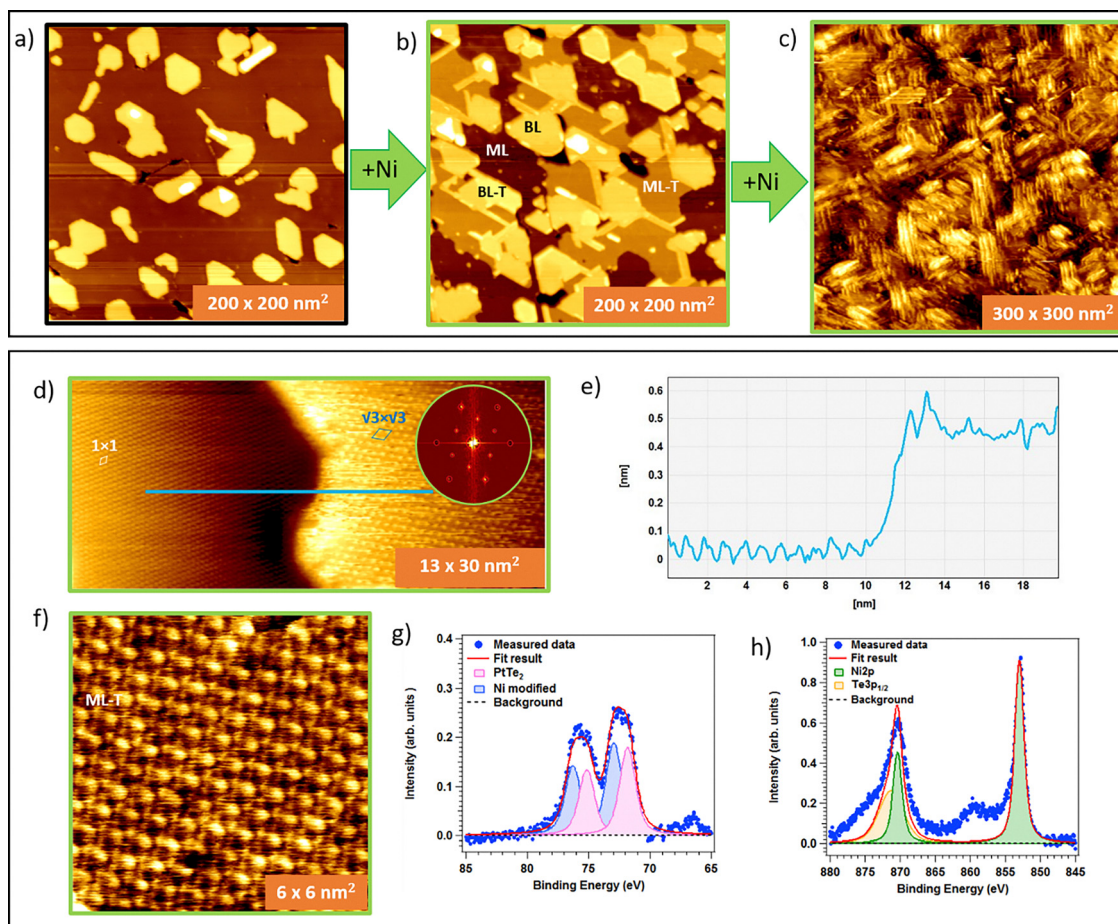 a)
b)
c)
BL
ML
BL-T
ML-T
+Ni
+Ni
200 x 200 nm²
200 x 200 nm²
300 x 300 nm²
d)
1×1
√3×√3
13 x 30 nm²
e)
[nm]
0.6
0.5
0.4
0.3
0.2
0.1
0
2 4 6 8 10 12 14 16 18
[nm]
f)
ML-T
6 x 6 nm²
g)
Intensity (arb. units )
0.4
0.3
0.2
0.1
0.0
Measured data
Fit result
PtTe₂
Ni modified
Background
85 80 75 70 65
Binding Energy (eV)
h)
Intensity (arb. units )
1.0
0.8
0.6
0.4
0.2
0.0
Measured data
Fit result
Ni2p
Te3p₁/₂
Background
880 875 870 865 860 855 850 845
Binding Energy (eV)